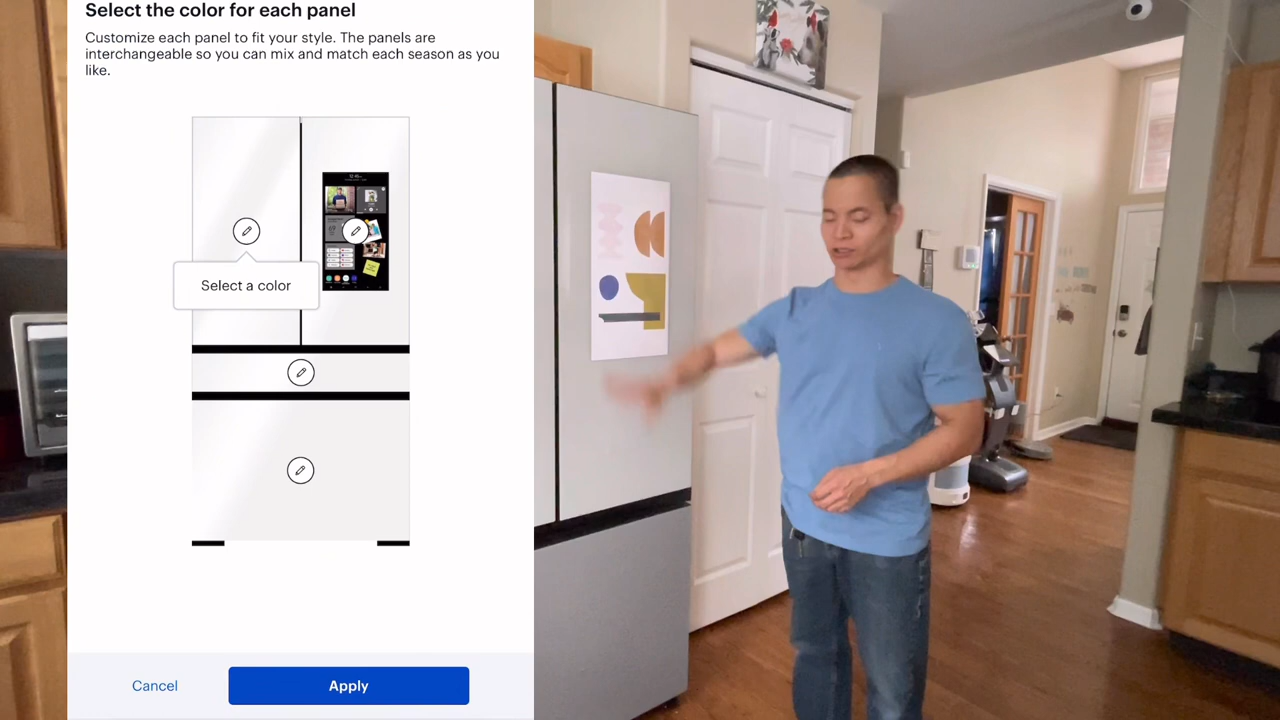 Select the color for each panel
Customize each panel to fit your style. The panels are
interchangeable so you can mix and match each season as you
like.
Select a color
Cancel
Apply